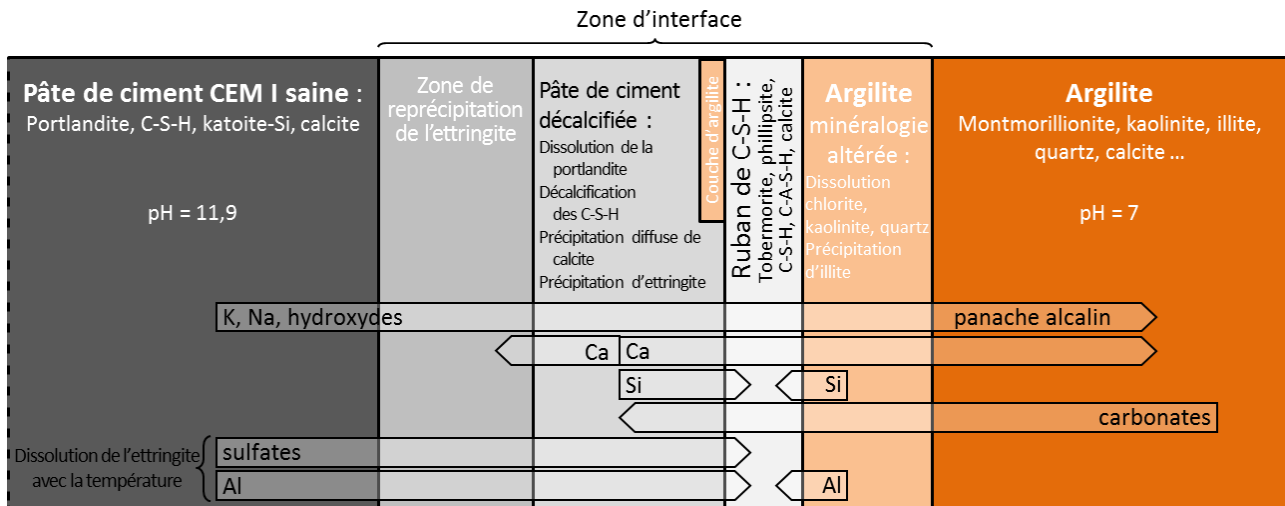 Zone d’interface
Pâte de ciment CEM I saine :
Portlandite, C-S-H, katoite-Si, calcite
pH = 11,9
Zone de
reprécipitation
de l’ettringite
Pâte de ciment
décalcifiée :
Dissolution de la
portlandite
Décalcification
des C-S-H
Précipitation diffuse de
calcite
Précipitation d’ettringite
Couche d’argilite
Ruban de C-S-H :
Tobermorite, phillipsite,
C-S-H, C-A-S-H, calcite
Argilite
minéralogie
altérée :
Dissolution
chlorite,
kaolinite, quartz
Précipitation
d’illite
Argilite
Montmorillionite, kaolinite, illite,
quartz, calcite ...
pH = 7
K, Na, hydroxydes
panache alcalin
Ca
Ca
Si
Si
carbonates
Dissolution de l’ettringite
avec la température
sulfates
Al
Al